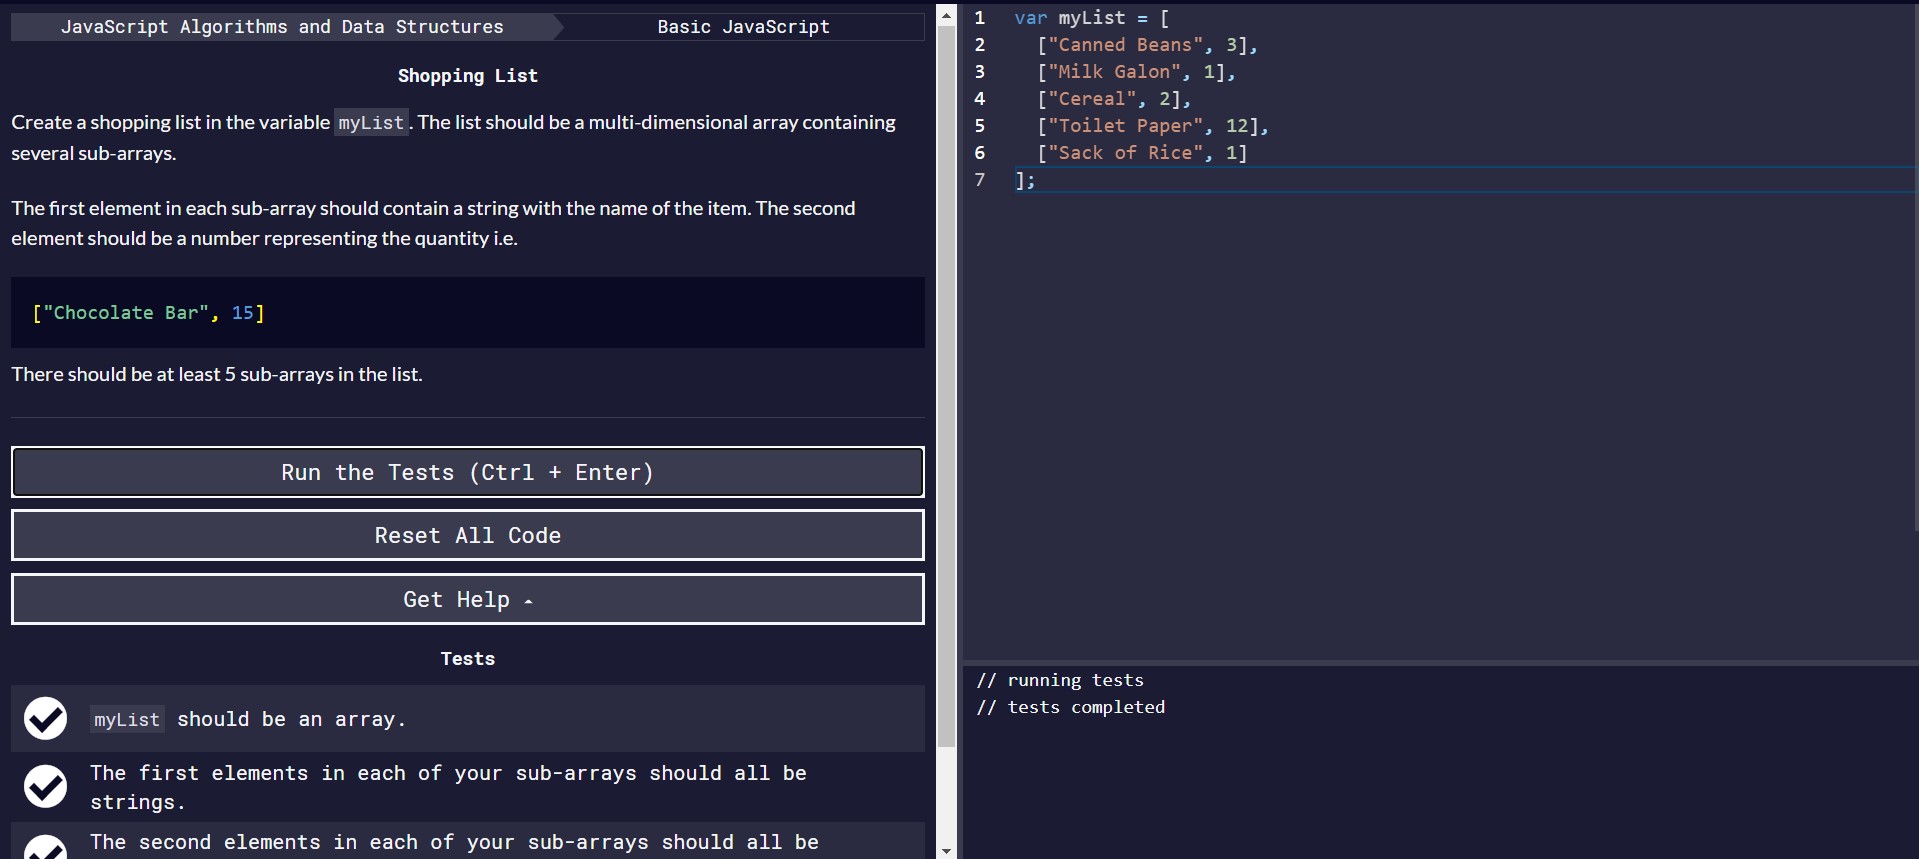 JavaScript Algorithms and Data Structures
Basic JavaScript
Shopping List
Create a shopping list in the variable myList. The list should be a multi-dimensional array containing
several sub-arrays.
The first element in each sub-array should contain a string with the name of the item. The second
element should be a number representing the quantity i.e.
["Chocolate Bar", 15]
There should be at least 5 sub-arrays in the list.
Run the Tests (Ctrl + Enter)
Reset All Code
Get Help
Tests
myList should be an array.
The first elements in each of your sub-arrays should all be
strings.
The second elements in each of your sub-arrays should all be
1 var myList = [
2 ["Canned Beans", 3],
3 ["Milk Galon", 1],
4 ["Cereal", 2],
5 ["Toilet Paper", 12],
6 ["Sack of Rice", 1]
7 ];
// running tests
// tests completed